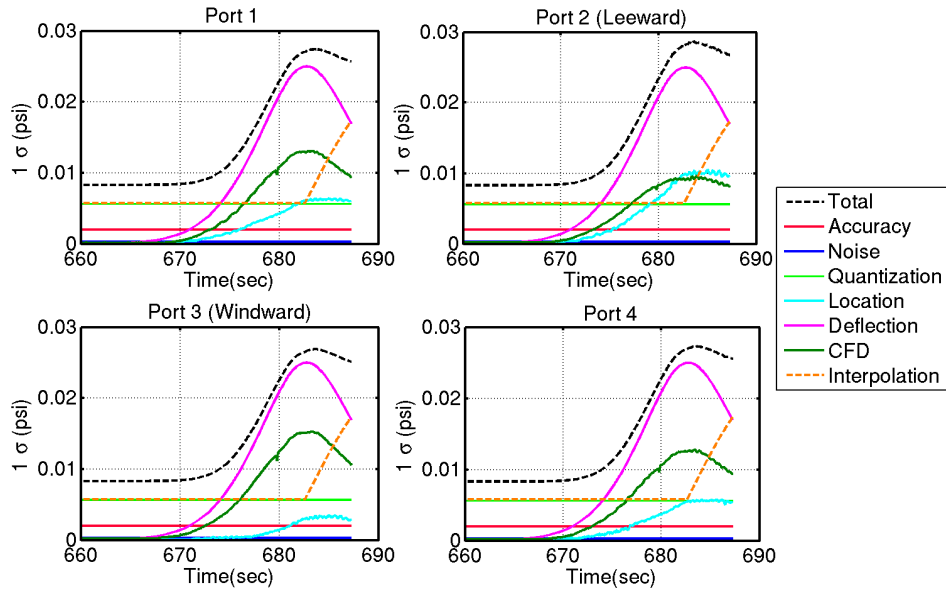 Port 1
0.03
0.02
0.01
0
1 σ (psi)
660 670 680 690
Time(sec)
Port 2 (Leeward)
0.03
0.02
0.01
0
1 σ (psi)
660 670 680 690
Time(sec)
Port 3 (Windward)
0.03
0.02
0.01
0
1 σ (psi)
660 670 680 690
Time(sec)
Port 4
0.03
0.02
0.01
0
1 σ (psi)
660 670 680 690
Time(sec)
Total
Accuracy
Noise
Quantization
Location
Deflection
CFD
Interpolation